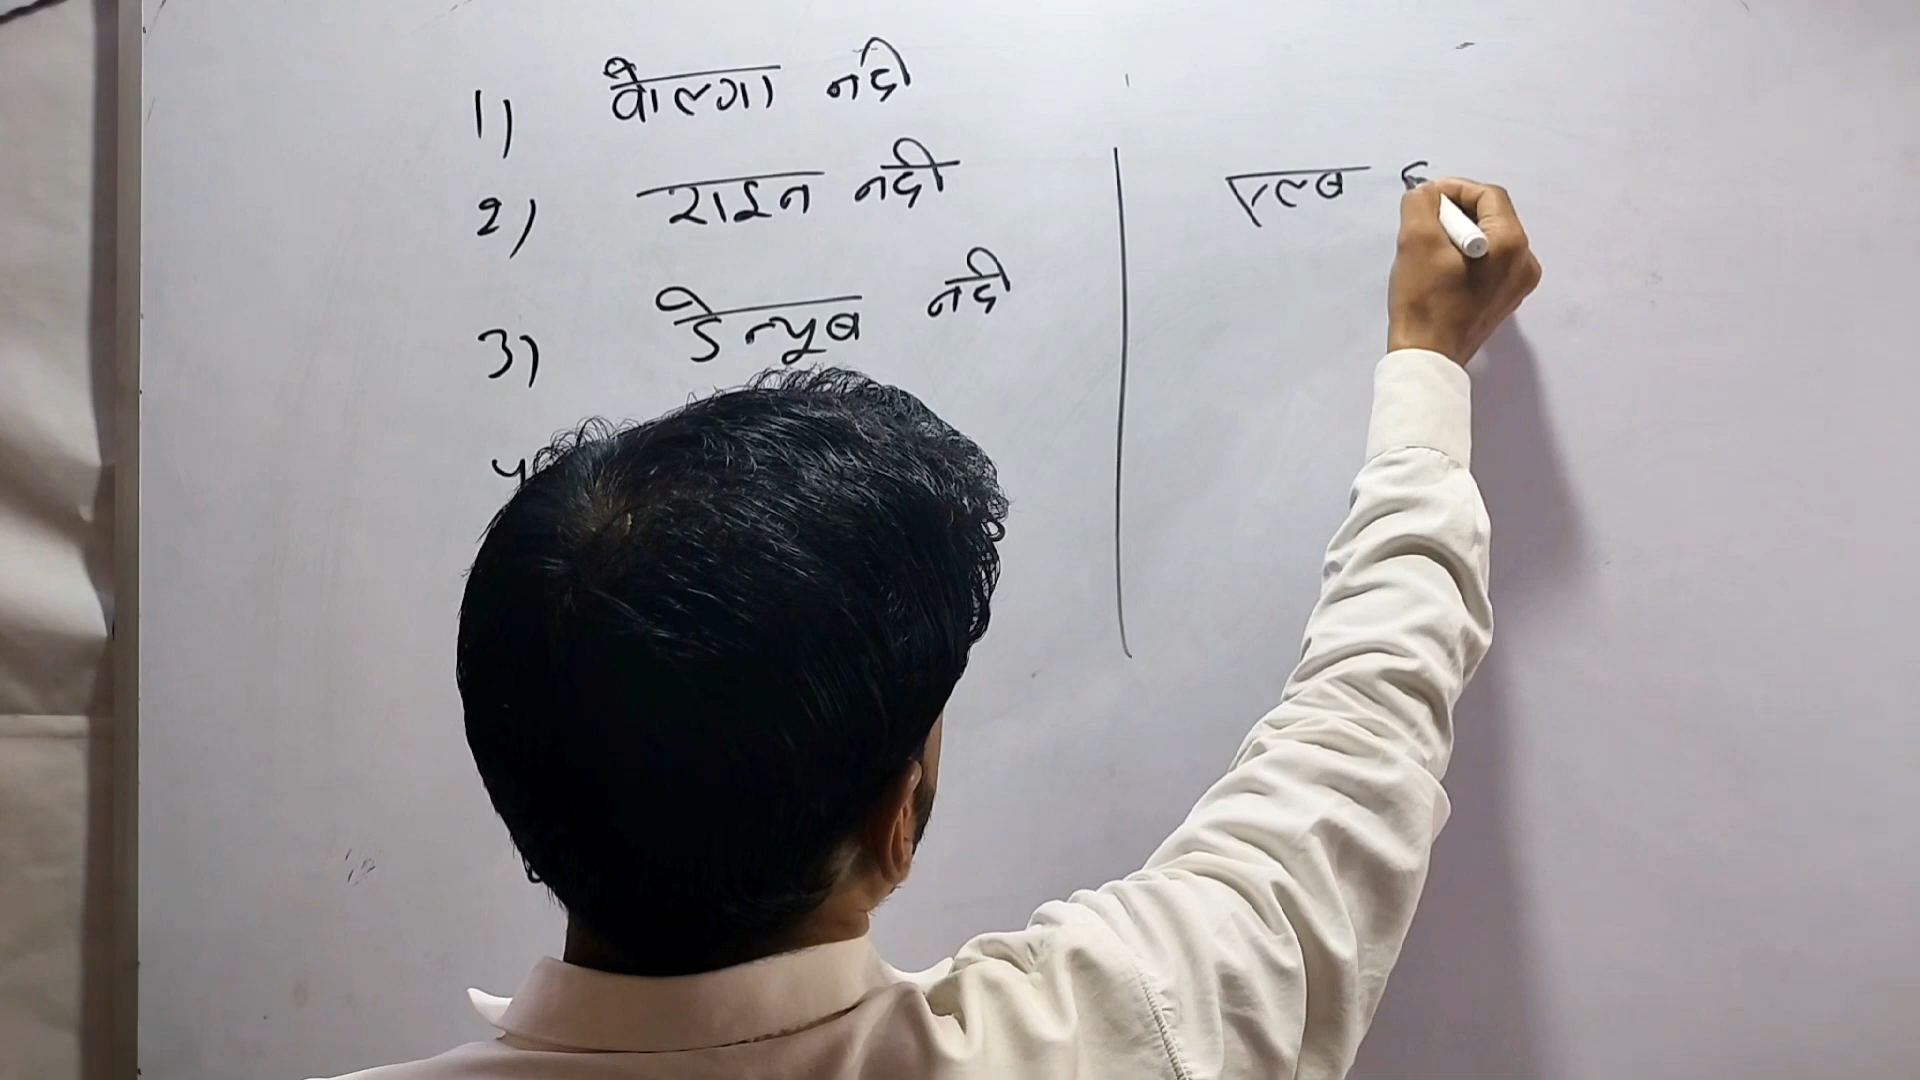 1) वोल्गा नदी
2) राइन नदी
3) डेन्यूब नदी
एल्ब